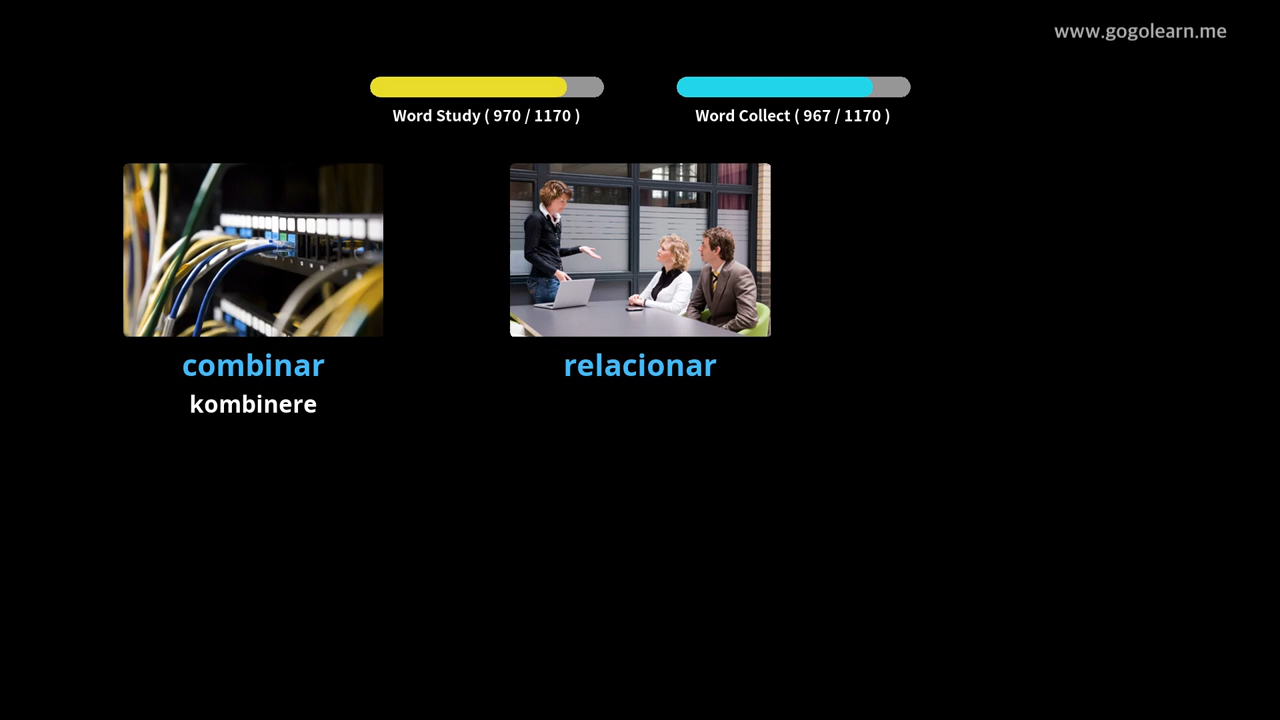 www.gogolearn.me
Word Study ( 970 / 1170 )
Word Collect ( 967 / 1170 )
combinar
kombinere
relacionar